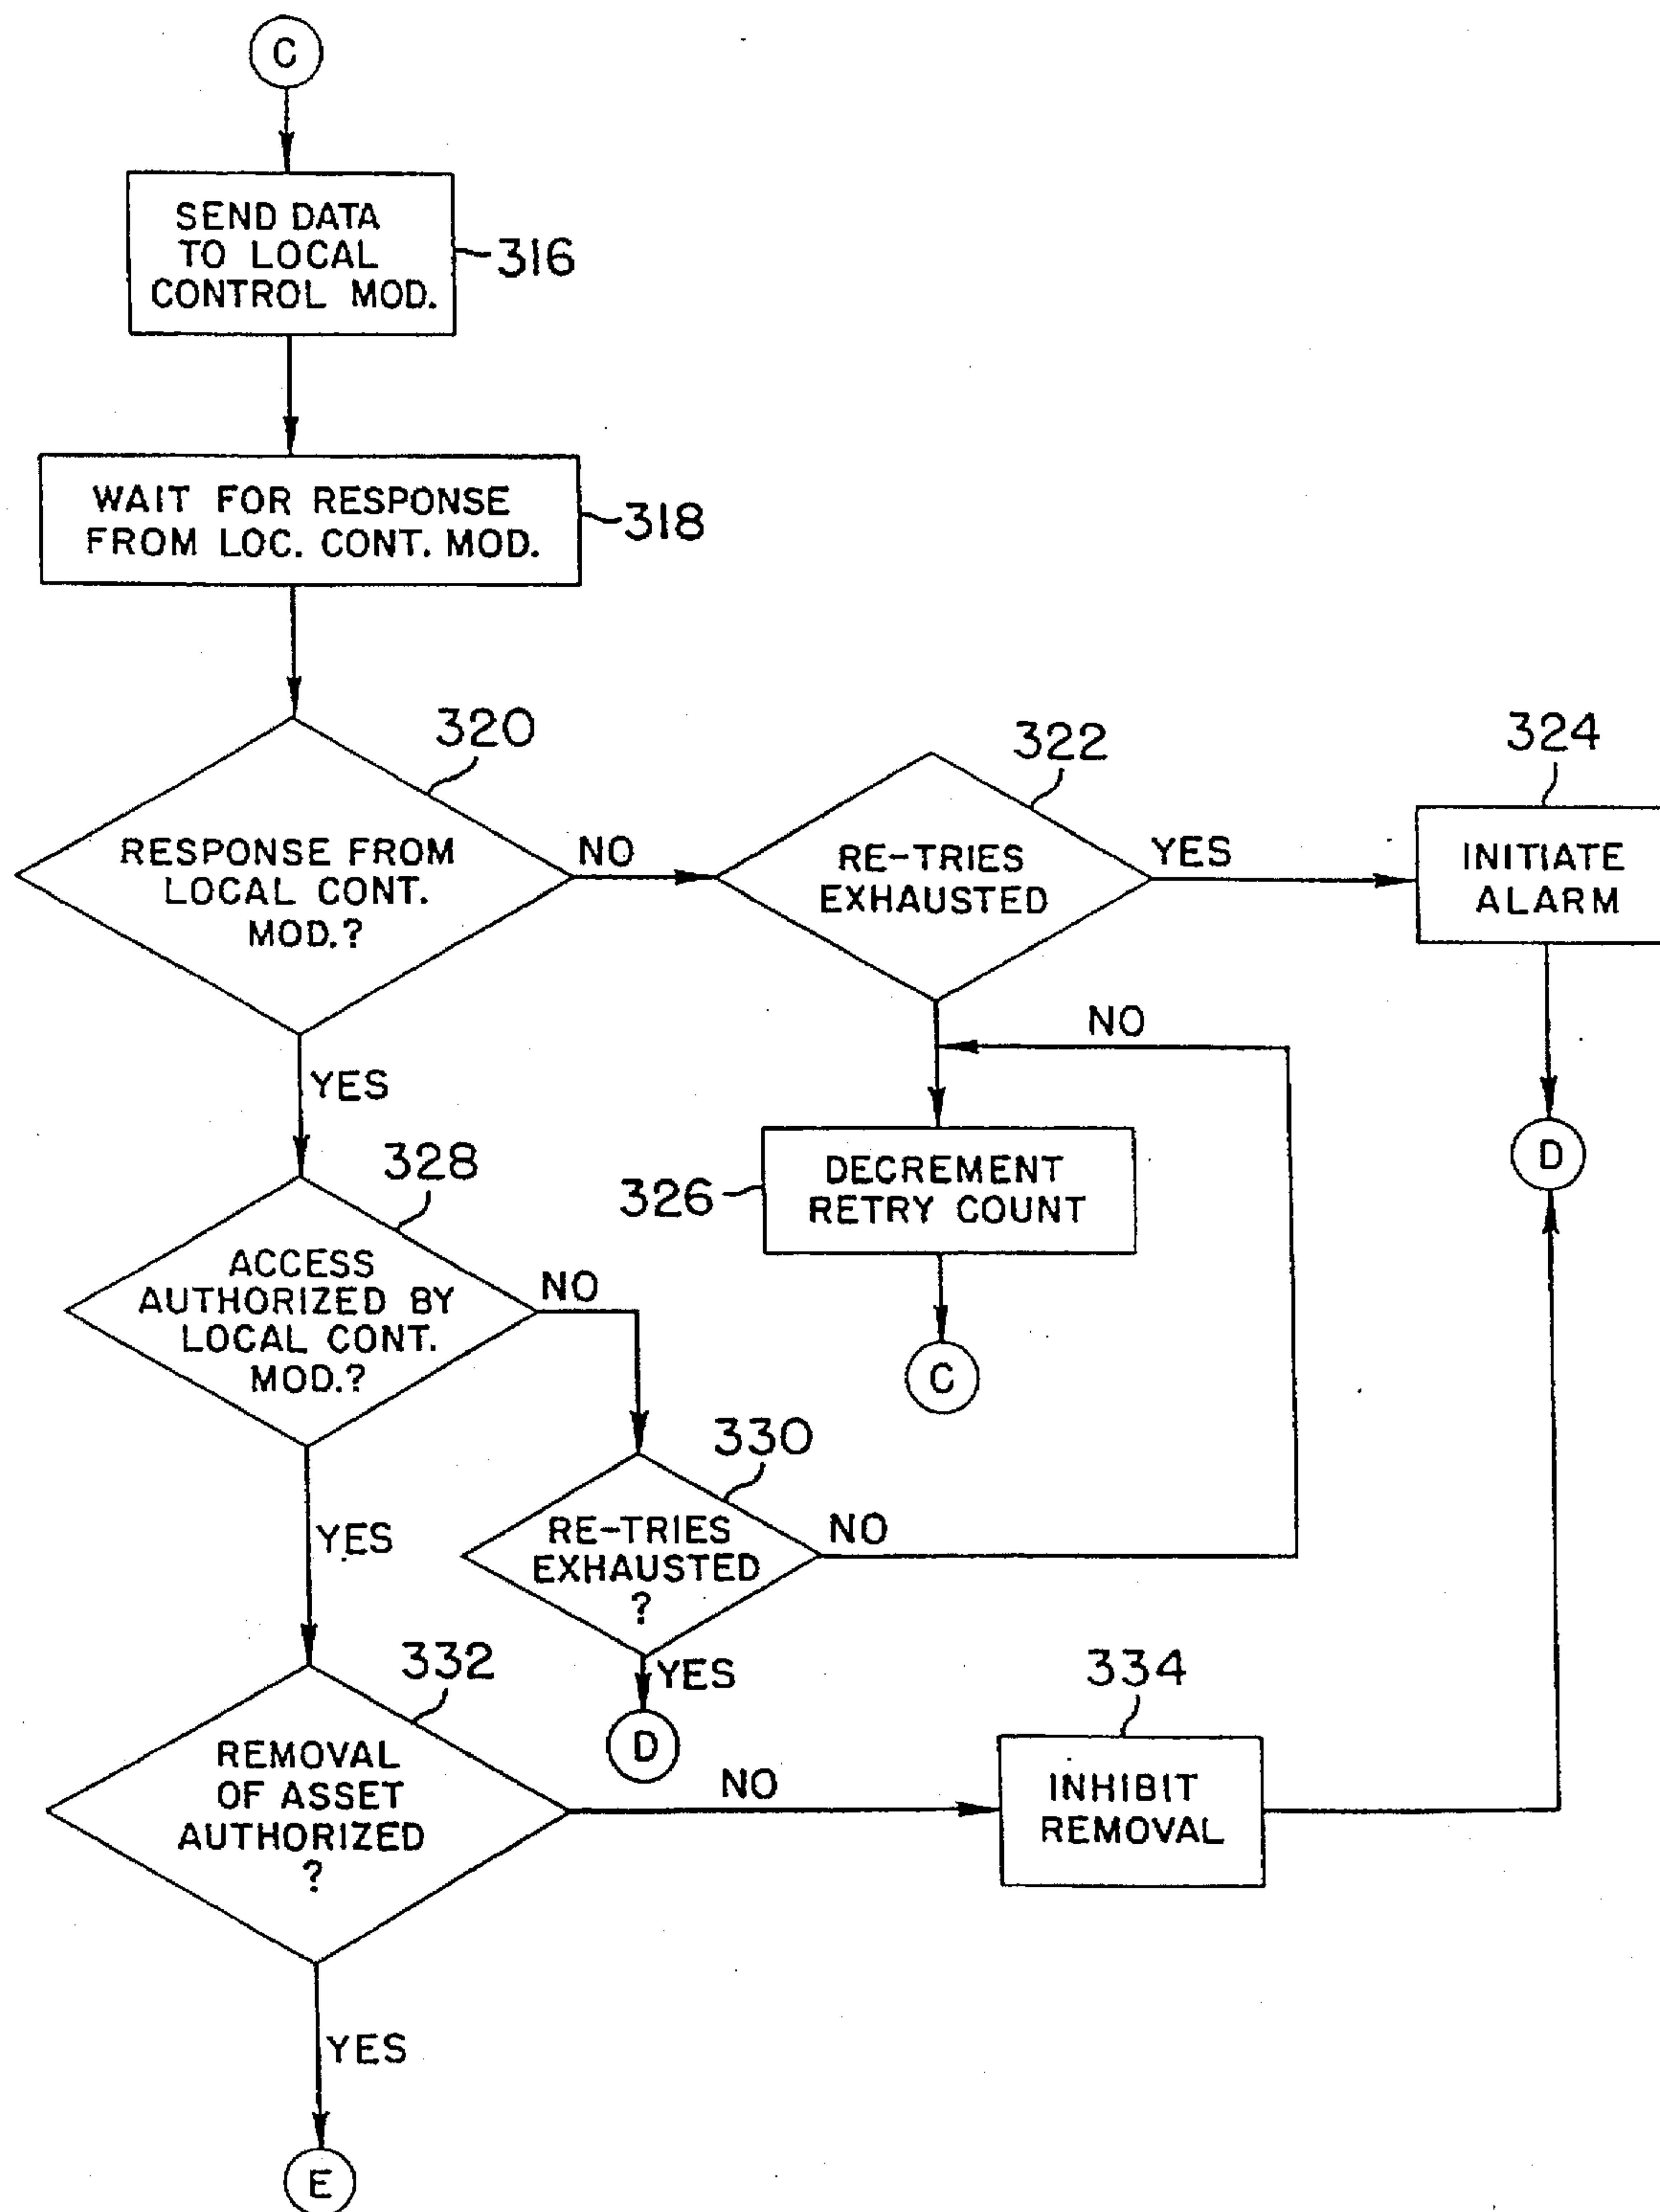 C
SEND DATA
TO LOCAL
CONTROL MOD.
316
WAIT FOR RESPONSE
FROM LOC. CONT. MOD.
318
320
RESPONSE FROM
LOCAL CONT.
MOD.?
NO
322
RE-TRIES
EXHAUSTED
YES
324
INITIATE
ALARM
YES
NO
326
DECREMENT
RETRY COUNT
C
D
328
ACCESS
AUTHORIZED BY
LOCAL CONT.
MOD.?
NO
330
RE-TRIES
EXHAUSTED
?
NO
YES
D
YES
332
REMOVAL
OF ASSET
AUTHORIZED
?
NO
334
INHIBIT
REMOVAL
YES
E